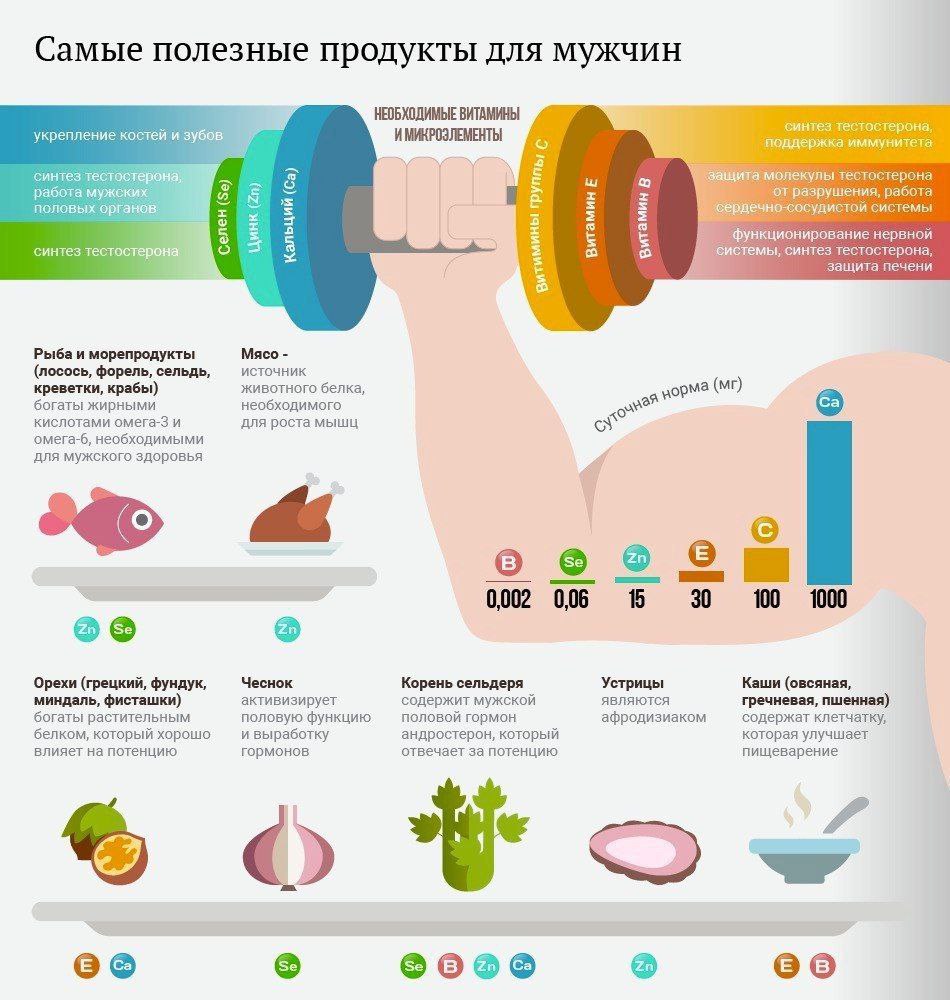 Самые полезные продукты для мужчин
НЕОБХОДИМЫЕ ВИТАМИНЫ
И МИКРОЭЛЕМЕНТЫ
укрепление костей и зубов
синтез тестостерона,
работа мужских
половых органов
синтез тестостерона
Селен (Se)
Цинк (Zn)
Кальций (Ca)
Витимины группы С
Витамин Е
Витамин В
синтез тестостерона,
поддержка иммунитета
защита молекулы тестостерона
от разрушения, работа
сердечно-сосудистой системы
функционирование нервной
системы, синтез тестостерона,
защита печени
Рыба и морепродукты
(лосось, форель, сельдь,
креветки, крабы)
богаты жирными
кислотами омега-3 и
омега-6, необходимыми
для мужского здоровья
Zn Se
Мясо -
источник
животного белка,
необходимого
для роста мышц
Zn
Суточная норма (мг)
B Se Zn E C Ca
0,002 0,06 15 30 100 1000
Орехи (грецкий, фундук,
миндаль, фисташки)
богаты растительным
белком, который хорошо
влияет на потенцию
E Ca
Чеснок
активизирует
половую функцию
и выработку
гормонов
Se
Корень сельдеря
содержит мужской
половой гормон
андростерон, который
отвечает за потенцию
Se B Zn Ca
Устрицы
являются
афродизиаком
Zn
Каши (овсяная,
гречневая, пшенная)
содержат клетчатку,
которая улучшает
пищеварение
E B